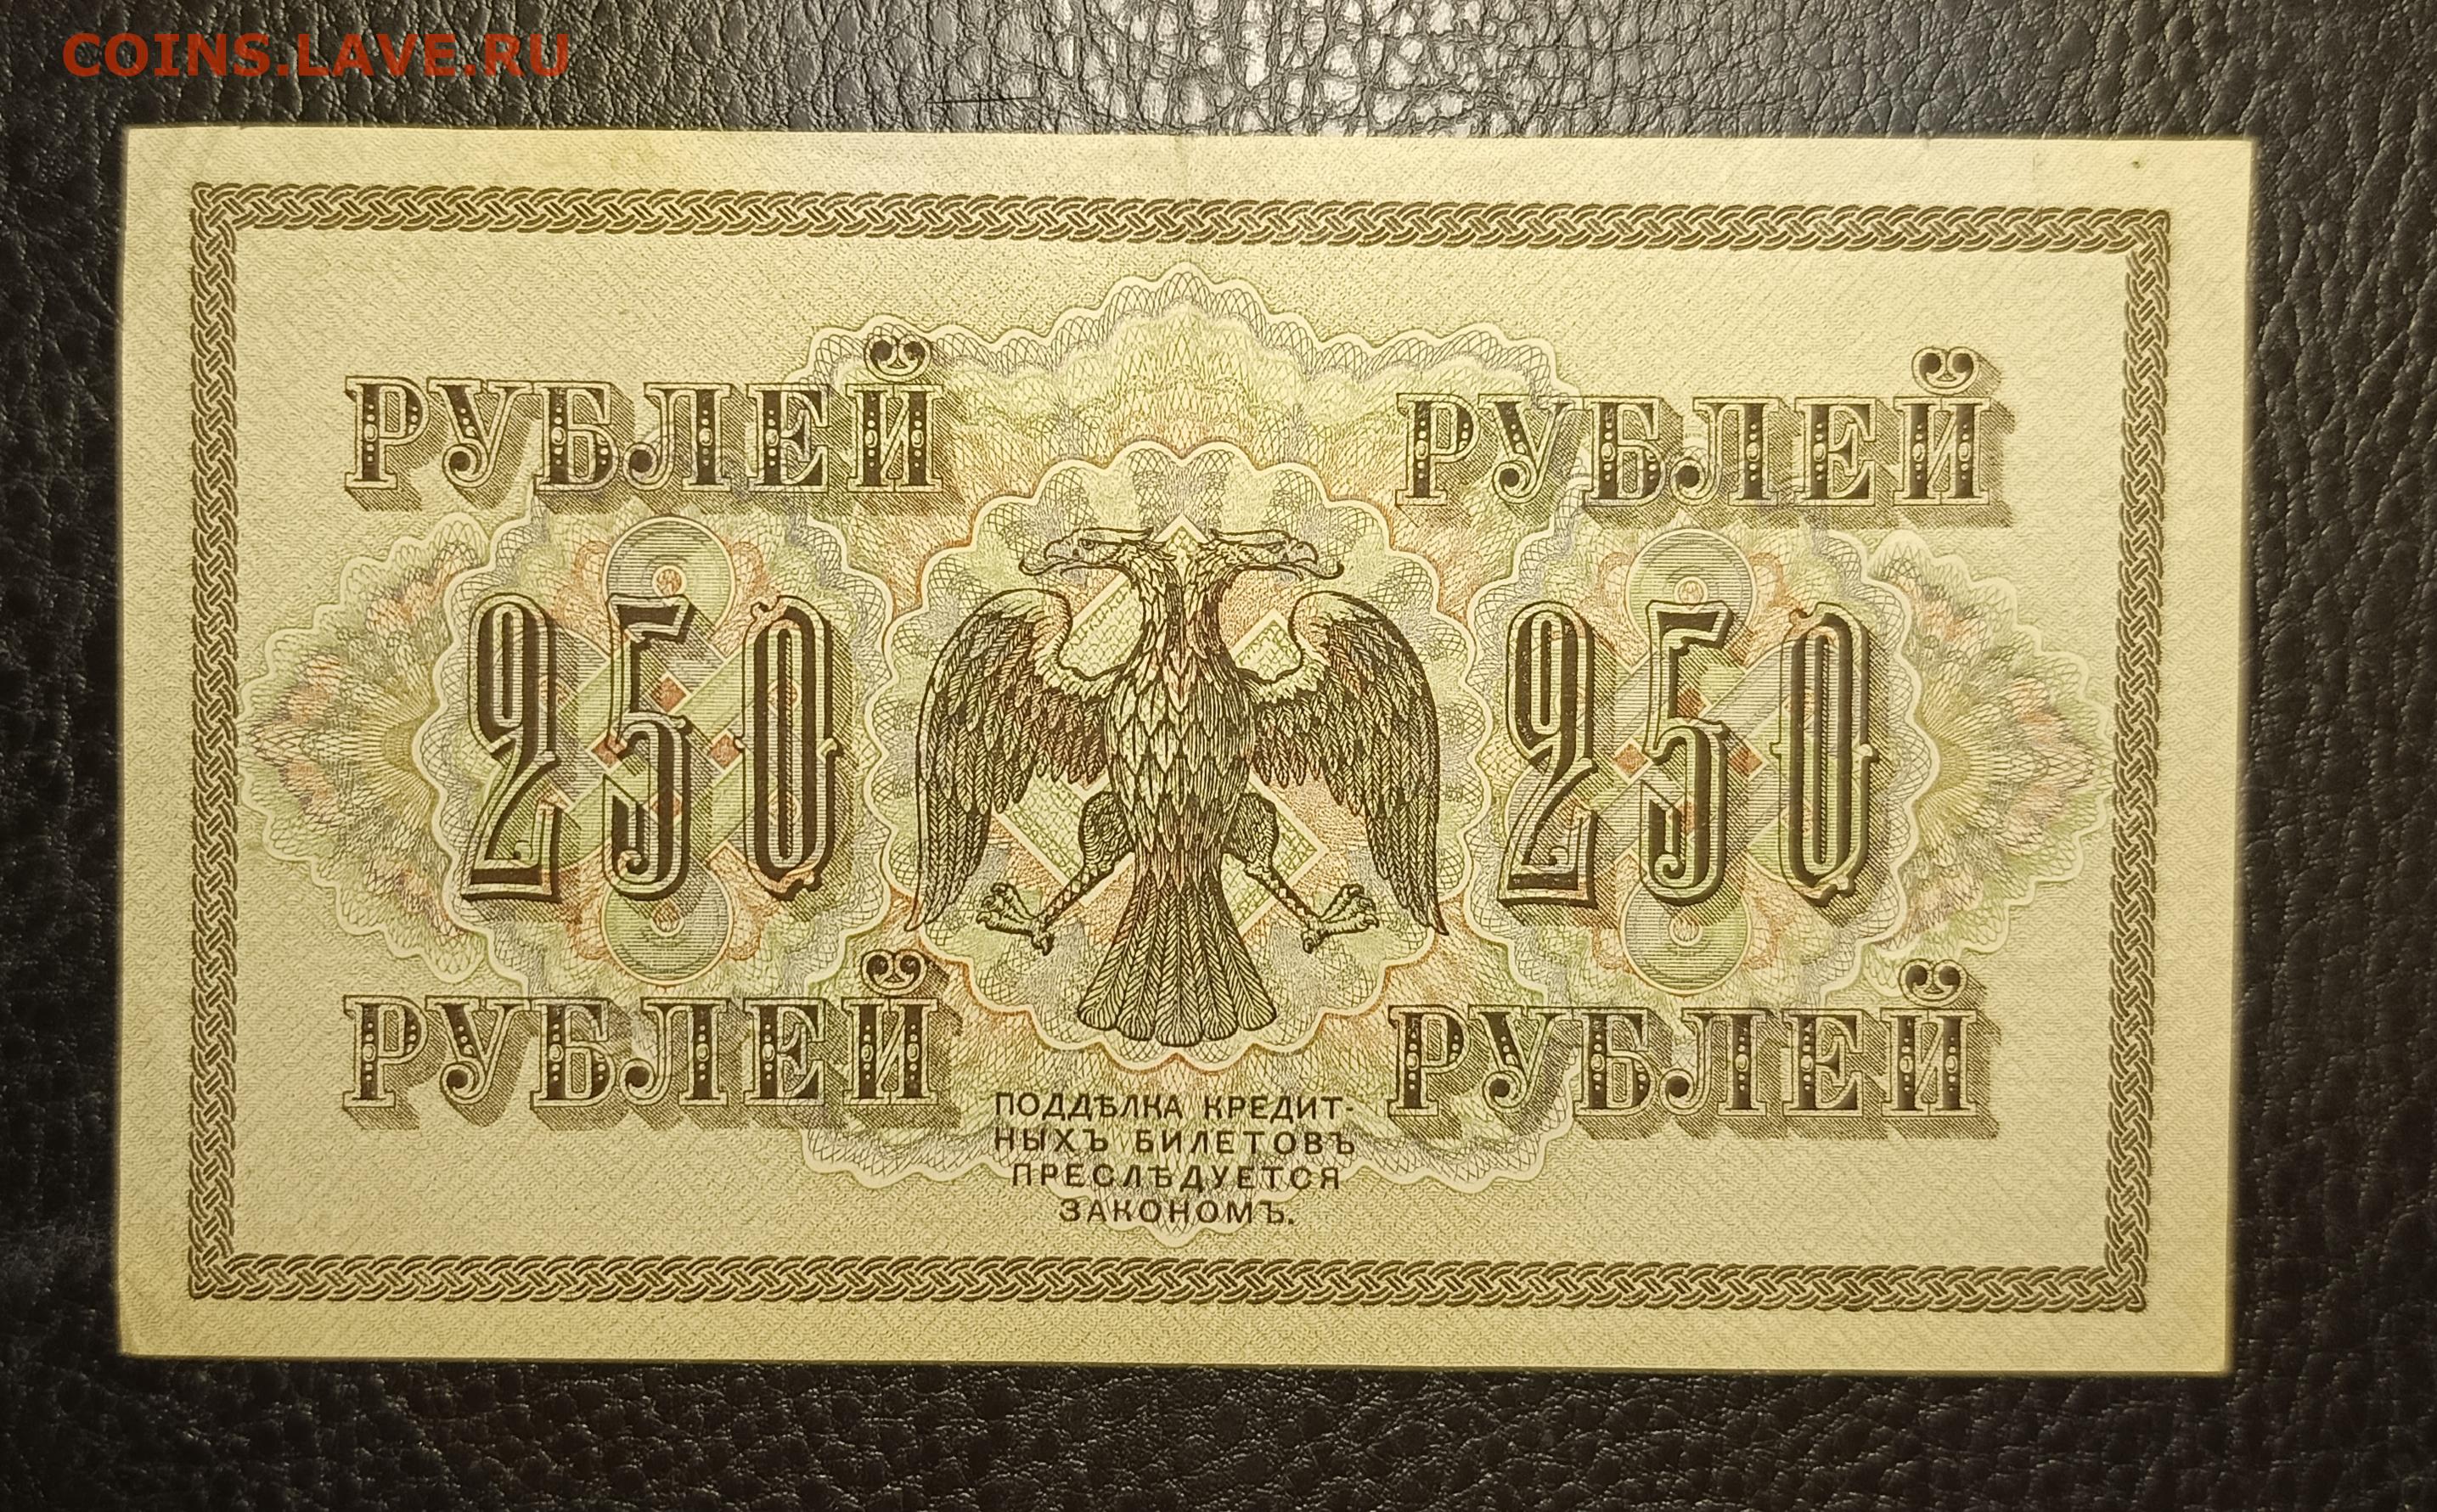 COINS.LAVE.RU
РУБЛЕЙ РУБЛЕЙ
250 250
РУБЛЕЙ РУБЛЕЙ
ПОДДѢЛКА КРЕДИТ-
НЫХЪ БИЛЕТОВЪ
ПРЕСЛѢДУЕТСЯ
ЗАКОНОМЪ.